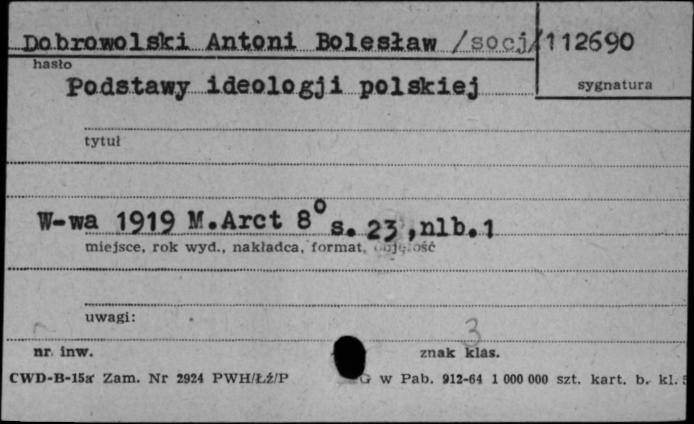 Dobrowolski Antoni Bolesław /socj/ 112690
hasło
Podstawy ideologji polskiej sygnatura
tytuł
W-wa 1919 M.Arct 8° s. 23, nlb. 1
miejsce, rok wyd., nakładca, format, objętość
uwagi:
3
nr. inw. znak klas.
CWD-B-15a Zam. Nr 2924 PWH/Łź/P G w Pab. 912-64 1 000 000 szt. kart. b. kl.